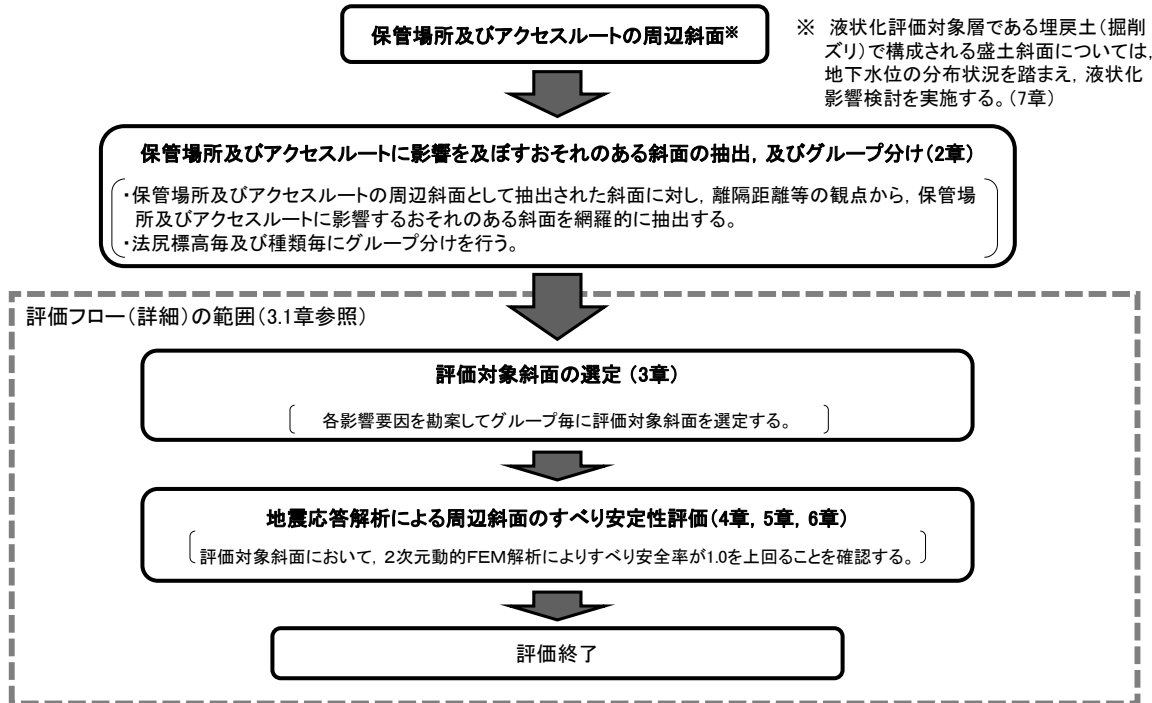 保管場所及びアクセスルートの周辺斜面※
※ 液状化評価対象層である埋戻土(掘削
ズリ)で構成される盛土斜面については,
地下水位の分布状況を踏まえ, 液状化
影響検討を実施する。(7章)
保管場所及びアクセスルートに影響を及ぼすおそれのある斜面の抽出, 及びグループ分け(2章)
・保管場所及びアクセスルートの周辺斜面として抽出された斜面に対し, 離隔距離等の観点から, 保管場
所及びアクセスルートに影響するおそれのある斜面を網羅的に抽出する。
・法尻標高毎及び種類毎にグループ分けを行う。
評価フロー(詳細)の範囲(3.1章参照)
評価対象斜面の選定 (3章)
各影響要因を勘案してグループ毎に評価対象斜面を選定する。
地震応答解析による周辺斜面のすべり安定性評価(4章, 5章, 6章)
評価対象斜面において, 2次元動的FEM解析によりすべり安全率が1.0を上回ることを確認する。
評価終了